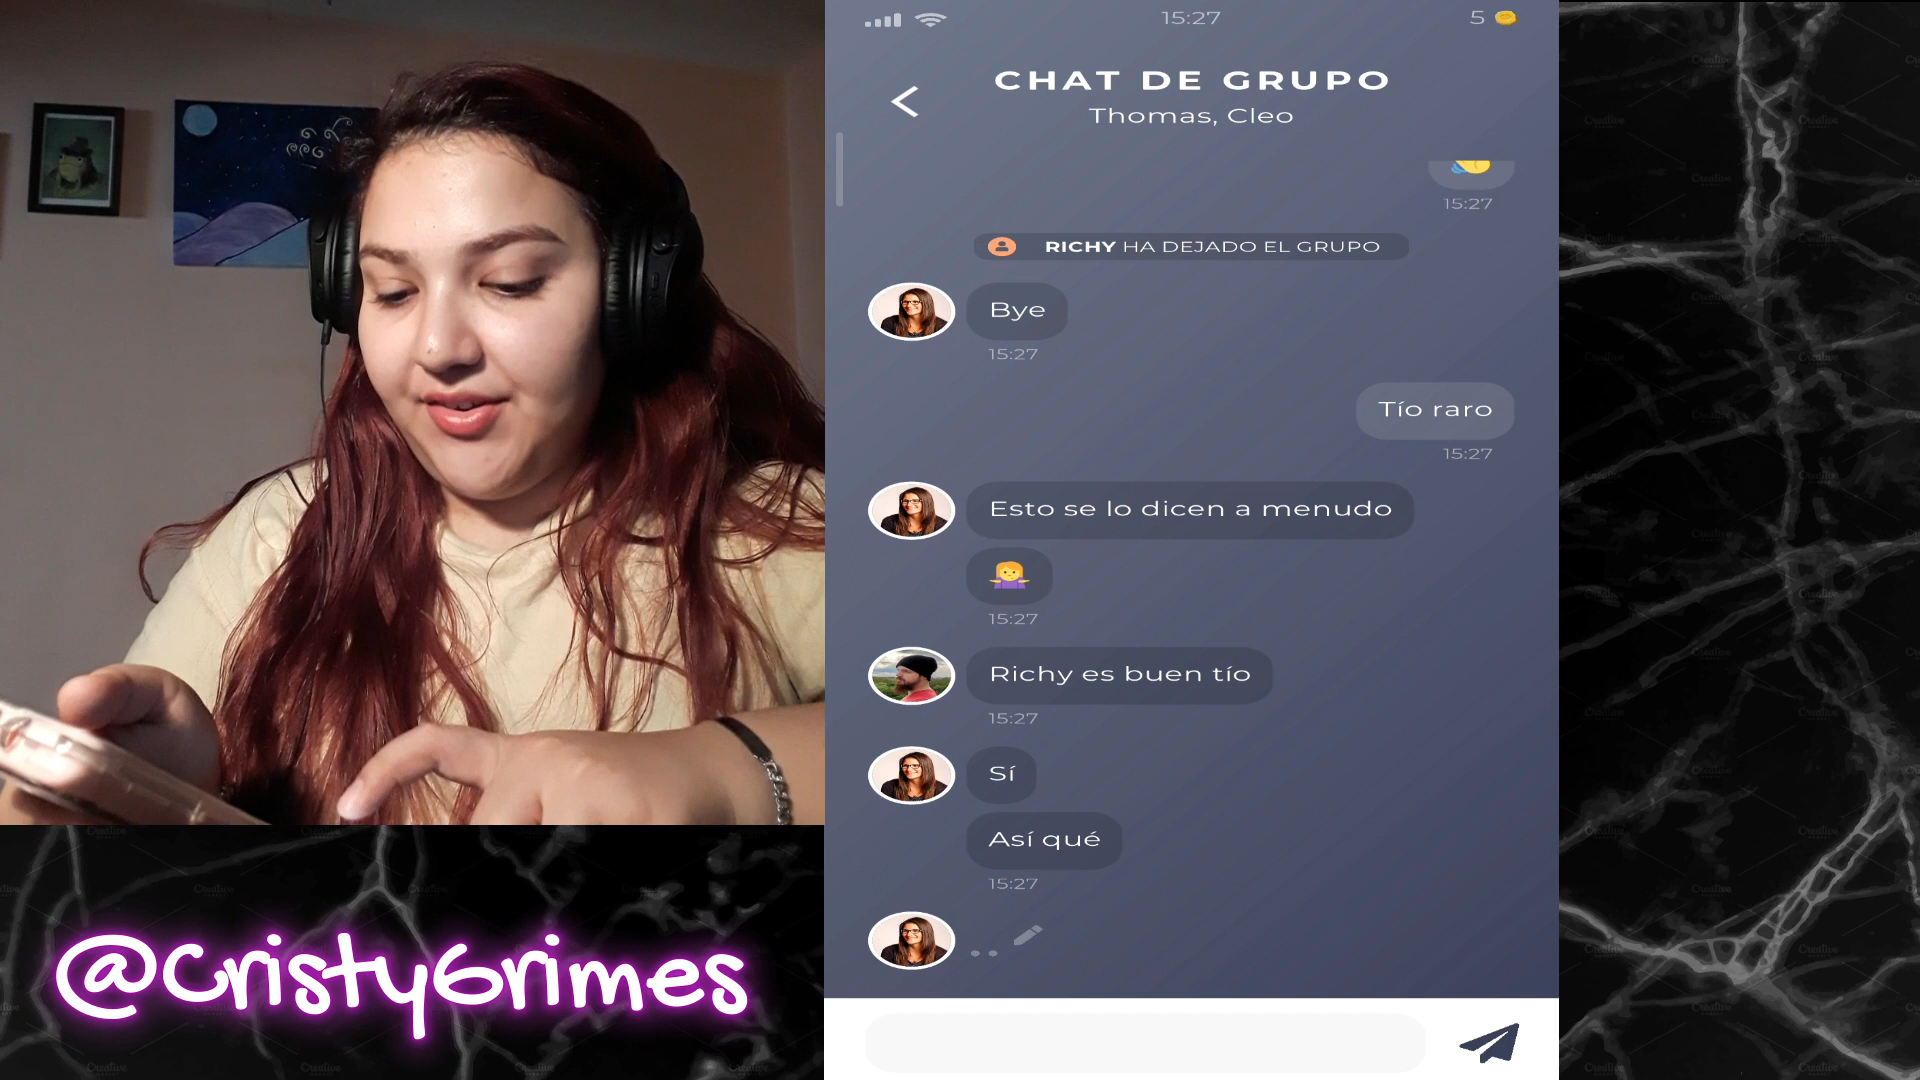 15:27
5
CHAT DE GRUPO
Thomas, Cleo
15:27
RICHY HA DEJADO EL GRUPO
Bye
15:27
Tío raro
15:27
Esto se lo dicen a menudo
15:27
Richy es buen tío
15:27
Sí
Así qué
15:27
@CristyGrimes